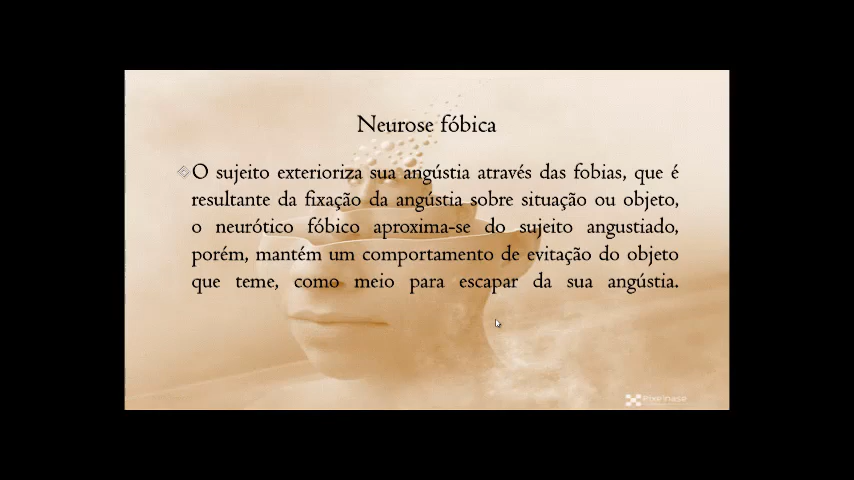 Neurose fóbica
O sujeito exterioriza sua angústia através das fobias, que é
resultante da fixação da angústia sobre situação ou objeto,
o neurótico fóbico aproxima-se do sujeito angustiado,
porém, mantém um comportamento de evitação do objeto
que teme, como meio para escapar da sua angústia.